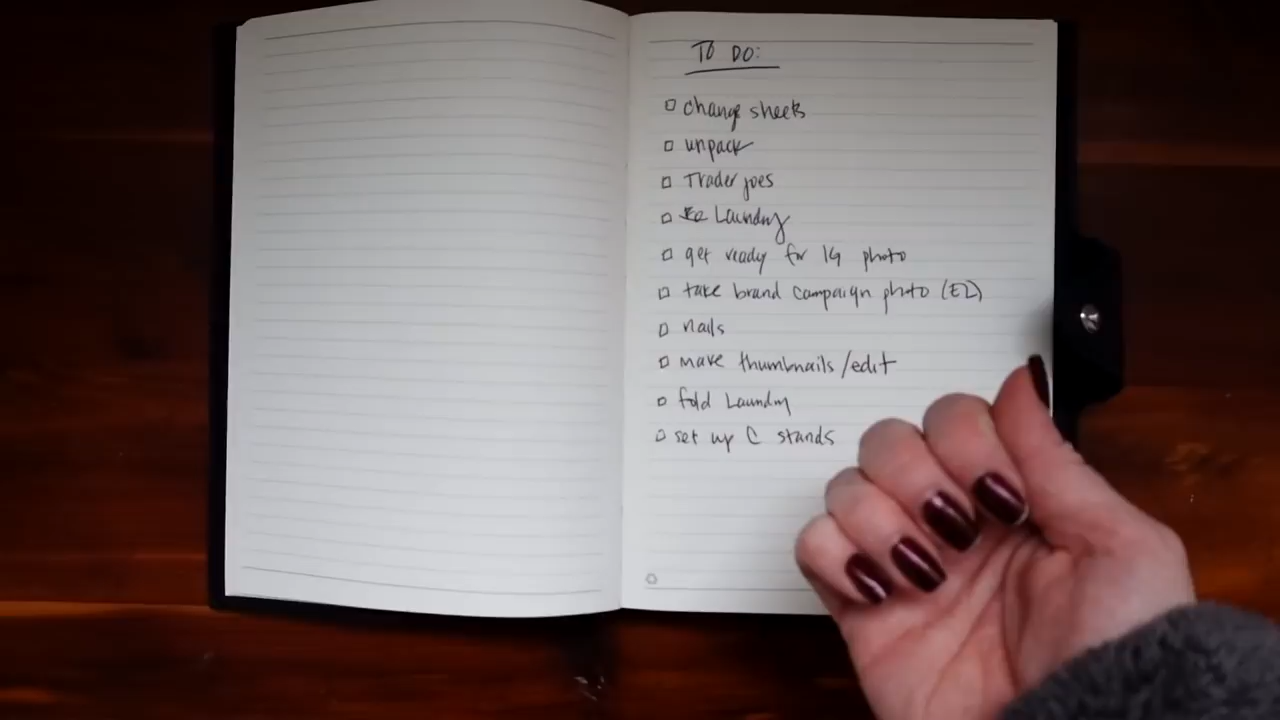 TO DO:
change sheets
unpack
Trader joes
Laundry
get ready for IG photo
take brand campaign photo (EL)
nails
make thumbnails/edit
fold Laundry
set up C stands